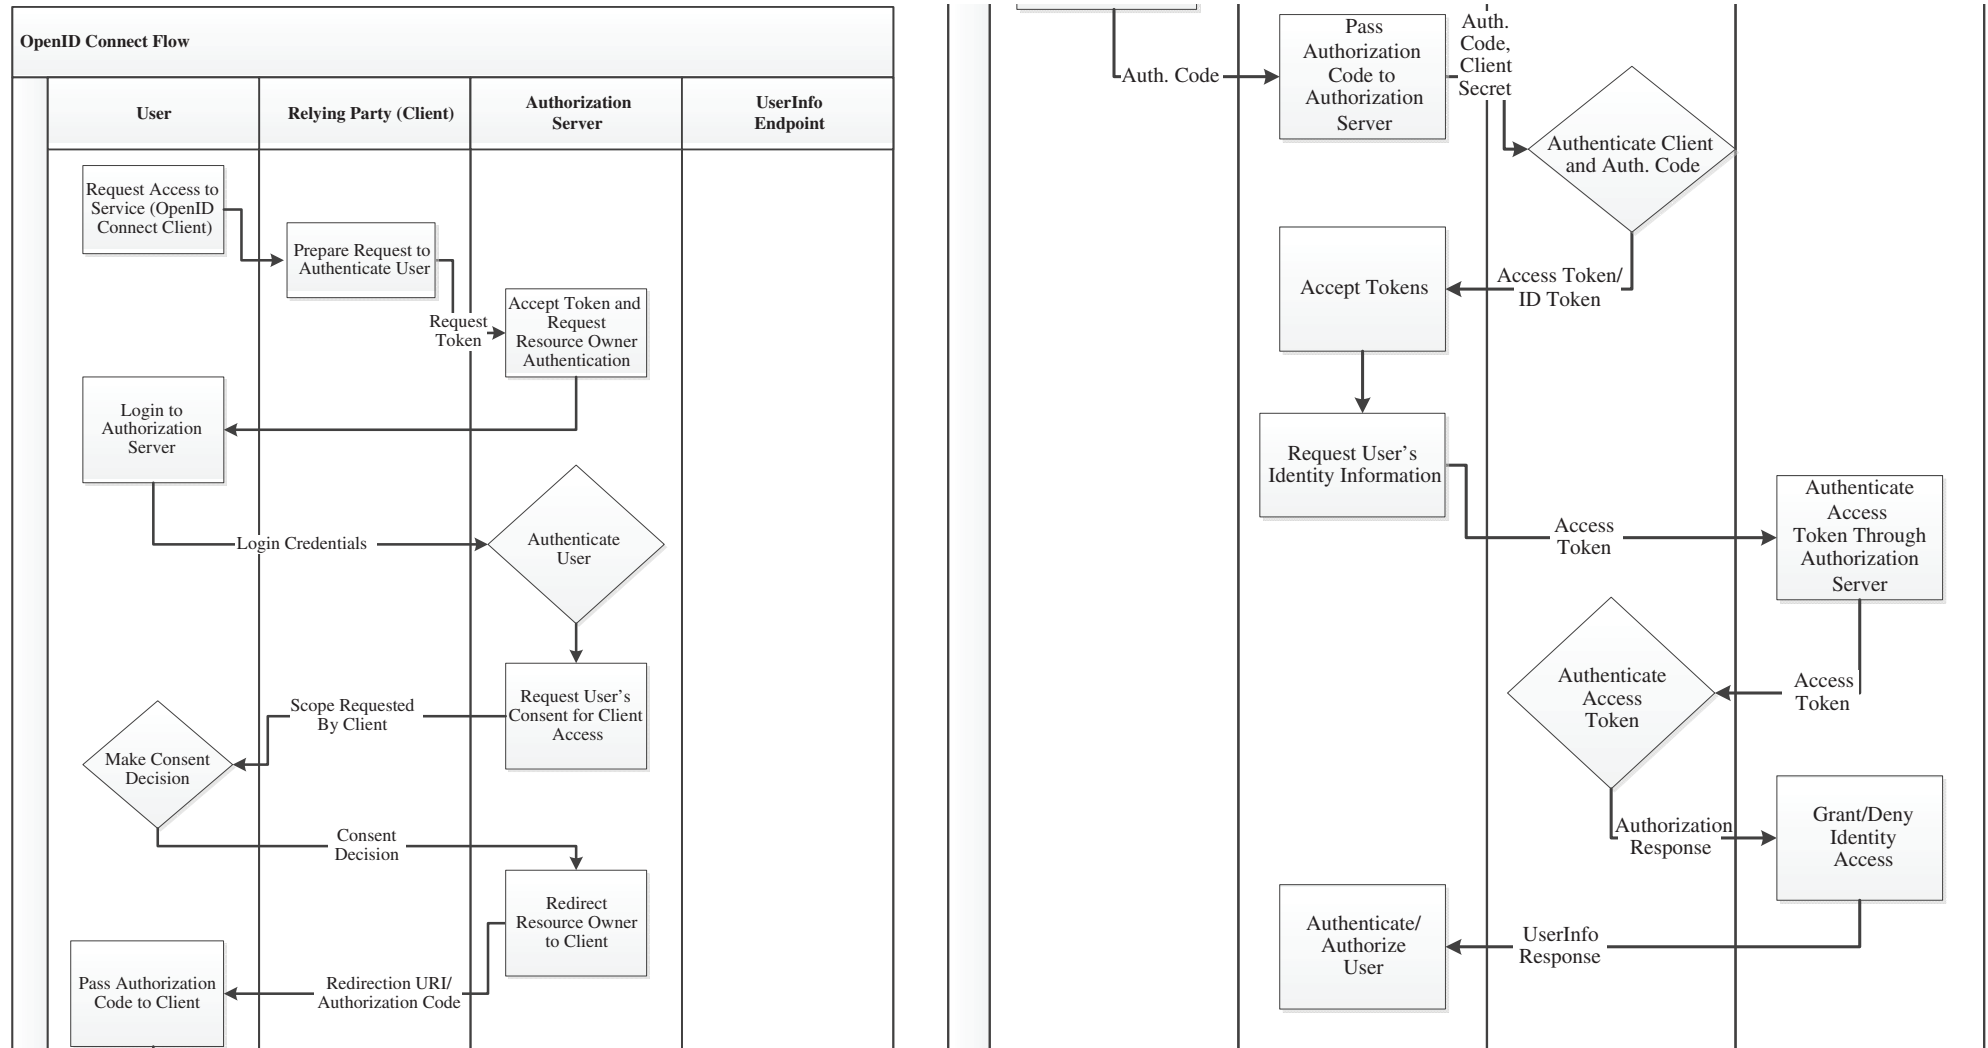 OpenID Connect Flow
User
Relying Party (Client)
Authorization
Server
UserInfo
Endpoint
Request Access to
Service (OpenID
Connect Client)
Prepare Request to
Authenticate User
Request
Token
Accept Token and
Request
Resource Owner
Authentication
Login to
Authorization
Server
Login Credentials
Authenticate
User
Request User's
Consent for Client
Access
Scope Requested
By Client
Make Consent
Decision
Consent
Decision
Redirect
Resource Owner
to Client
Redirection URI/
Authorization Code
Pass Authorization
Code to Client
Auth. Code
Pass
Authorization
Code to
Authorization
Server
Auth.
Code,
Client
Secret
Authenticate Client
and Auth. Code
Access Token/
ID Token
Accept Tokens
Request User's
Identity Information
Access
Token
Authenticate
Access
Token Through
Authorization
Server
Access
Token
Authenticate
Access
Token
Authorization
Response
Grant/Deny
Identity
Access
UserInfo
Response
Authenticate/
Authorize
User